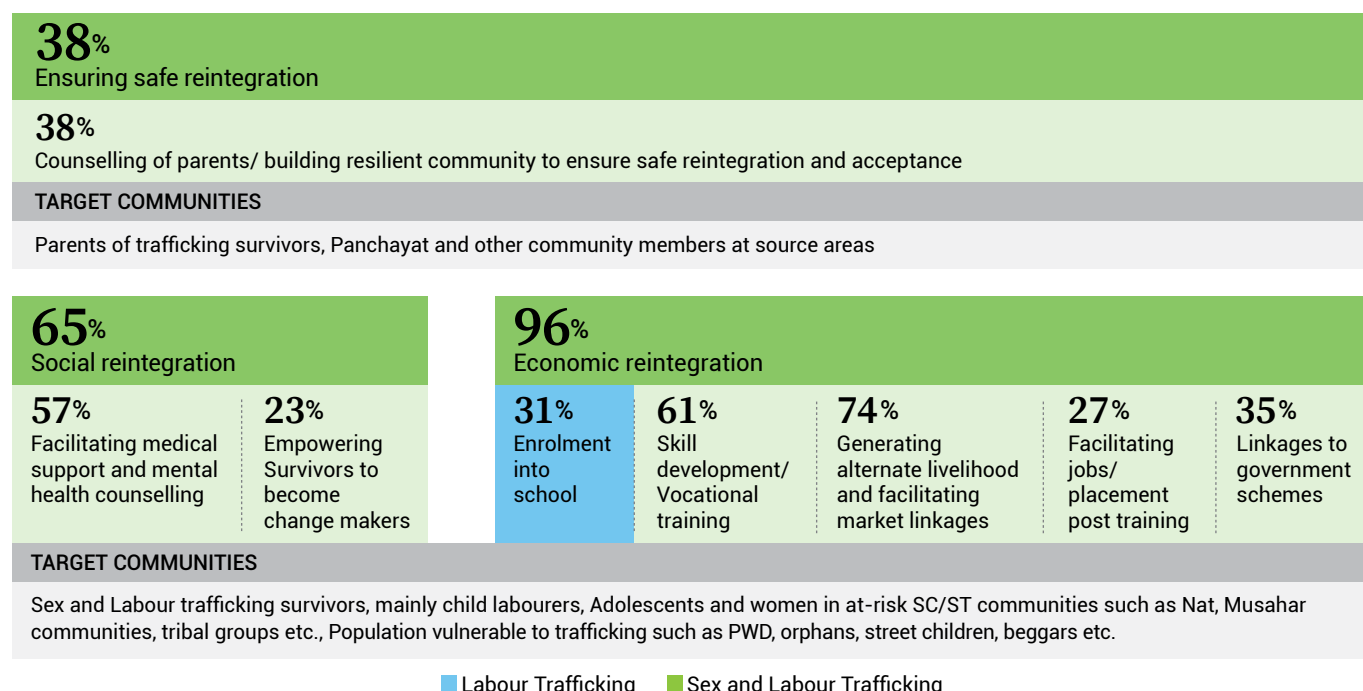 38%
Ensuring safe reintegration
38%
Counselling of parents/ building resilient community to ensure safe reintegration and acceptance
TARGET COMMUNITIES
Parents of trafficking survivors, Panchayat and other community members at source areas
65%
Social reintegration
57%
Facilitating medical
support and mental
health counselling
23%
Empowering
Survivors to
become
change makers
96%
Economic reintegration
31%
Enrolment
into
school
61%
Skill
development/
Vocational
training
74%
Generating
alternate livelihood
and facilitating
market linkages
27%
Facilitating
jobs/
placement
post training
35%
Linkages to
government
schemes
TARGET COMMUNITIES
Sex and Labour trafficking survivors, mainly child labourers, Adolescents and women in at-risk SC/ST communities such as Nat, Musahar
communities, tribal groups etc., Population vulnerable to trafficking such as PWD, orphans, street children, beggars etc.
Labour Trafficking
Sex and Labour Trafficking